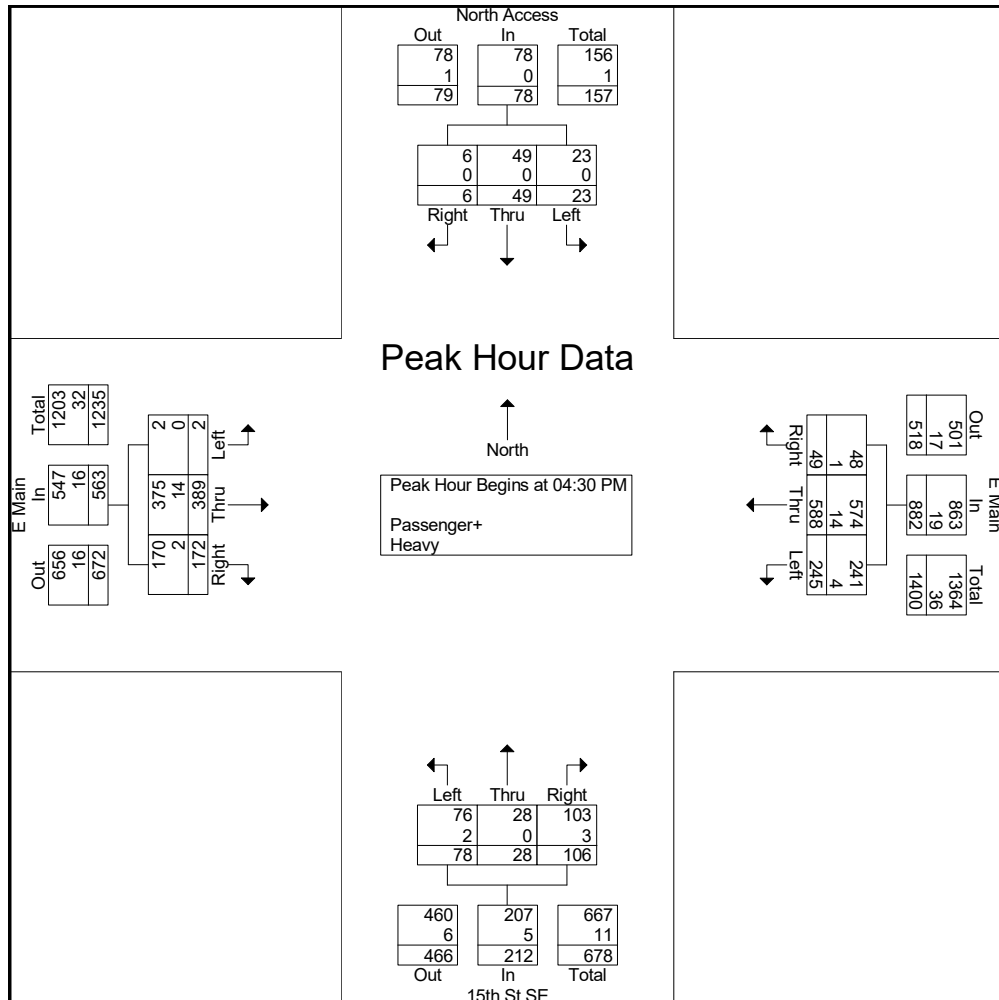 North Access
Out In Total
78 78 156
1 0 1
79 78 157
6 49 23
0 0 0
6 49 23
Right Thru Left
Peak Hour Data
North
Peak Hour Begins at 04:30 PM
Passenger+
Heavy
E Main
Total In Out
1203 547 656
32 16 16
1235 563 672
2 375 170
0 14 2
2 389 172
Left Thru Right
E Main
Out In Total
501 863 1364
17 19 36
518 882 1400
48 574 241
1 14 4
49 588 245
Right Thru Left
Left Thru Right
76 28 103
2 0 3
78 28 106
460 207 667
6 5 11
466 212 678
Out In Total
15th St SE